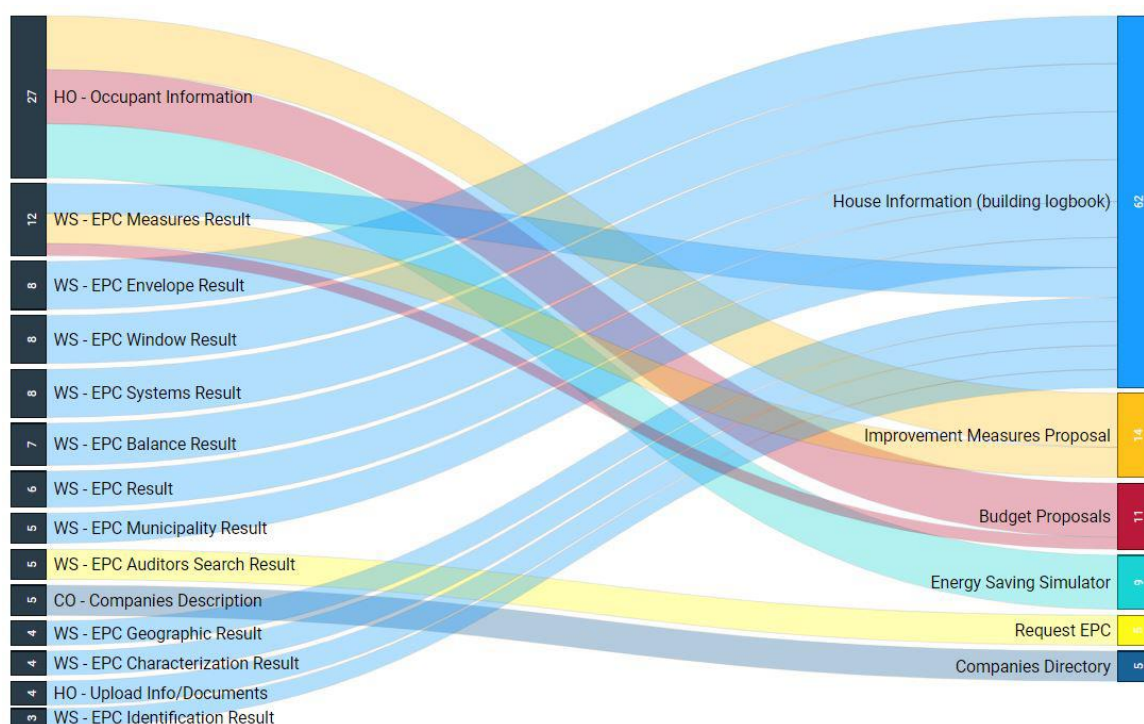 27
HO - Occupant Information
12
WS - EPC Measures Result
8
WS - EPC Envelope Result
8
WS - EPC Window Result
8
WS - EPC Systems Result
7
WS - EPC Balance Result
6
WS - EPC Result
5
WS - EPC Municipality Result
5
WS - EPC Auditors Search Result
5
CO - Companies Description
4
WS - EPC Geographic Result
4
WS - EPC Characterization Result
4
HO - Upload Info/Documents
3
WS - EPC Identification Result
House Information (building logbook)
62
Improvement Measures Proposal
14
Budget Proposals
11
Energy Saving Simulator
9
Request EPC
Companies Directory
5